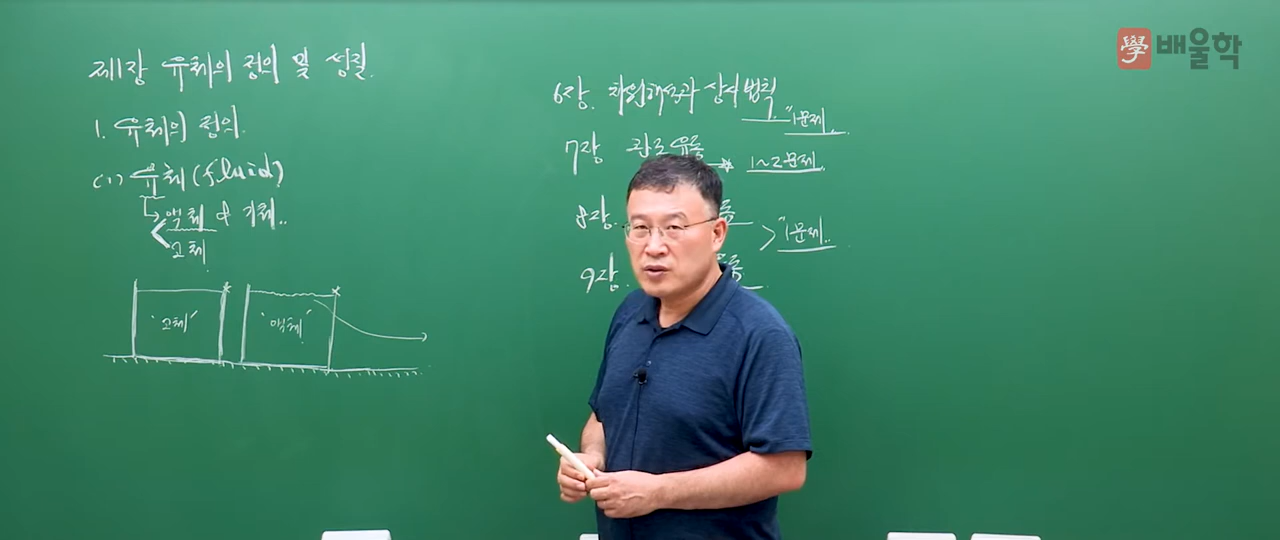 제1장 유체의 정의 및 성질.
1. 유체의 정의.
(1) 유체(fluid)
액체 & 기체..
고체
"고체"
"액체"
6장. 차원해석과 상사법칙
"1문제.
7장 관로유동
* 1~2문제.
8장. 동
"1문제..
9장. 동
學 배울학